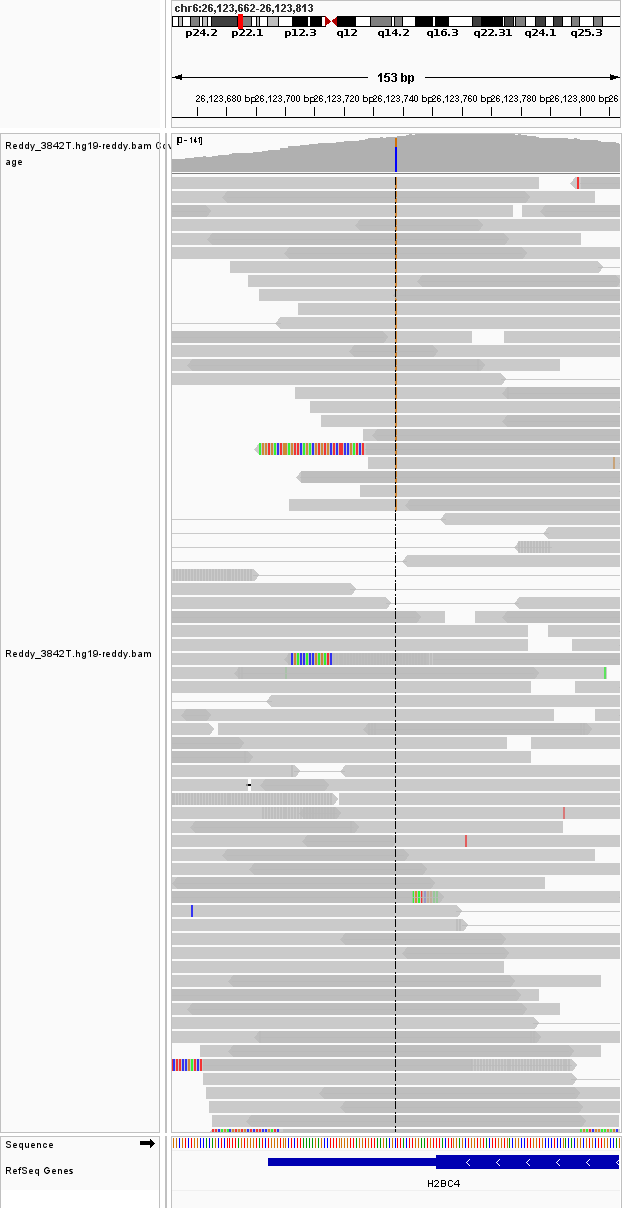 chr6:26,123,662-26,123,813
p24.2 p22.1 p12.3 q12 q14.2 q16.3 q22.31 q24.1 q25.3
153 bp
26,123,680 bp 26,123,700 bp 26,123,720 bp 26,123,740 bp 26,123,760 bp 26,123,780 bp 26,123,800 bp 26
[0 - 141]
Reddy_3842T.hg19-reddy.bam Cov
age
Reddy_3842T.hg19-reddy.bam
Sequence
RefSeq Genes
H2BC4